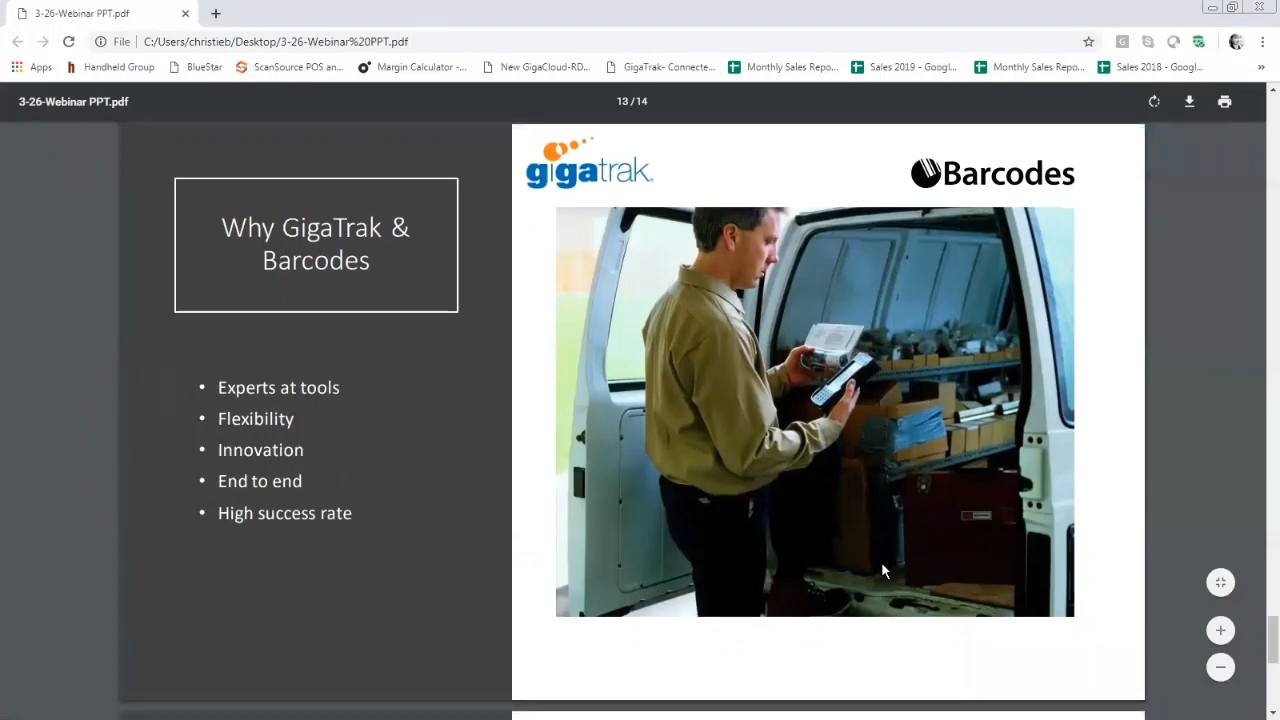 3-26-Webinar PPT.pdf
File
C:/Users/christieb/Desktop/3-26-Webinar%20PPT.pdf
Apps
Handheld Group
BlueStar
ScanSource POS an...
Margin Calculator -...
New GigaCloud-RD...
GigaTrak- Connecte...
Monthly Sales Repo...
Sales 2019 - Googl...
Monthly Sales Repo...
Sales 2018 - Googl...
3-26-Webinar PPT.pdf
13 / 14
Why GigaTrak &
Barcodes
• Experts at tools
• Flexibility
• Innovation
• End to end
• High success rate
gigatrak
Barcodes